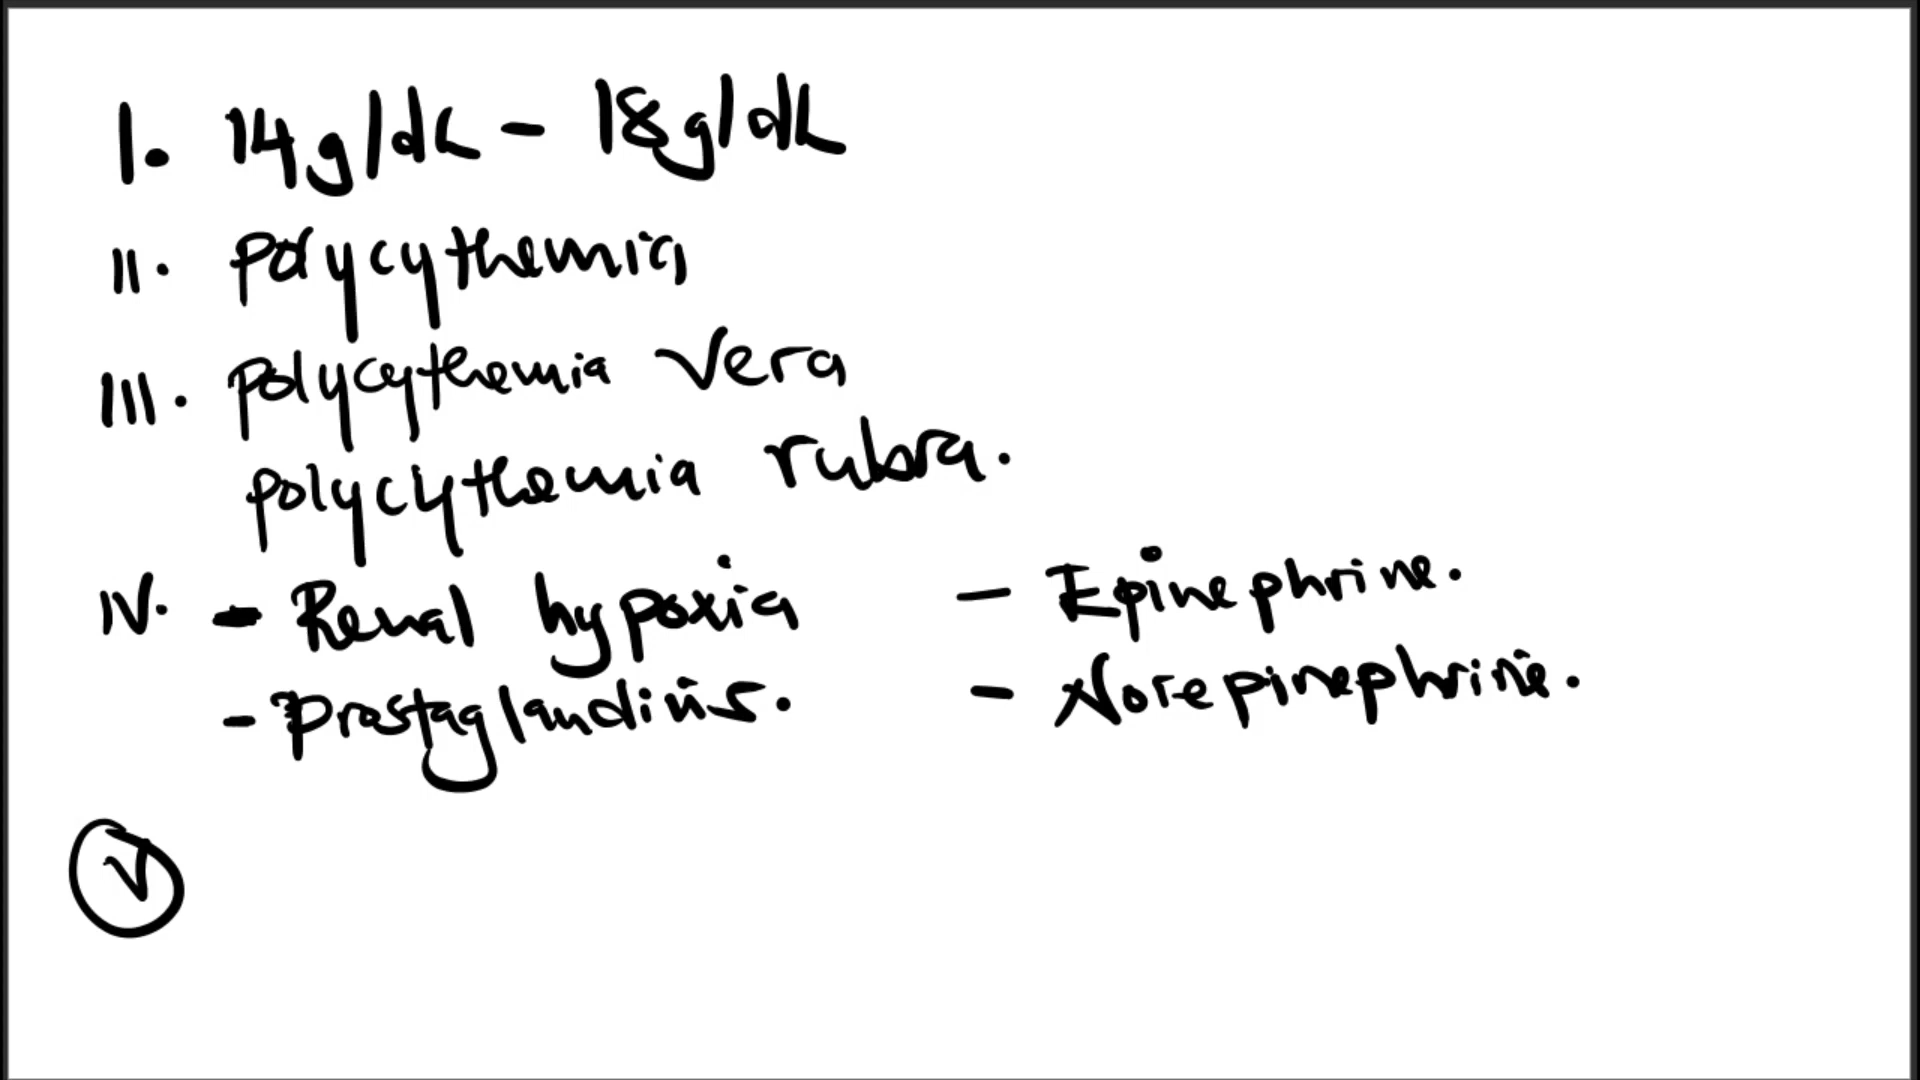 I. 14g/dL - 18g/dL
II. polycythemia
III. polycythemia vera
polycythemia rubra.
IV. - Renal hypoxia - Epinephrine.
- Prostaglandins. - Norepinephrine.
V